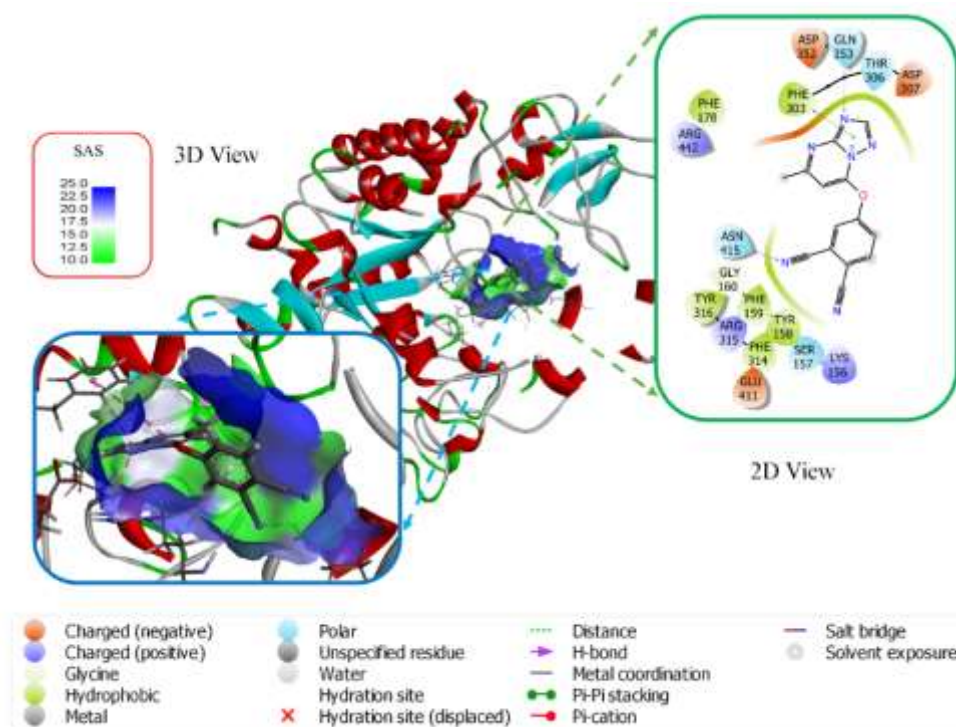 SAS
25.0
22.5
20.0
17.5
15.0
12.5
10.0
3D View
ASP
352
GLN
353
THR
306
ASP
307
PHE
303
PHE
178
ARG
442
N
N
N
N
O
ASN
415
N
GLY
160
TYR
316
PHE
159
ARG
315
TYR
158
PHE
314
SER
157
LYS
156
GLU
411
N
2D View
Charged (negative)
Charged (positive)
Glycine
Hydrophobic
Metal
Polar
Unspecified residue
Water
Hydration site
Hydration site (displaced)
Distance
H-bond
Metal coordination
Pi-Pi stacking
Pi-cation
Salt bridge
Solvent exposure